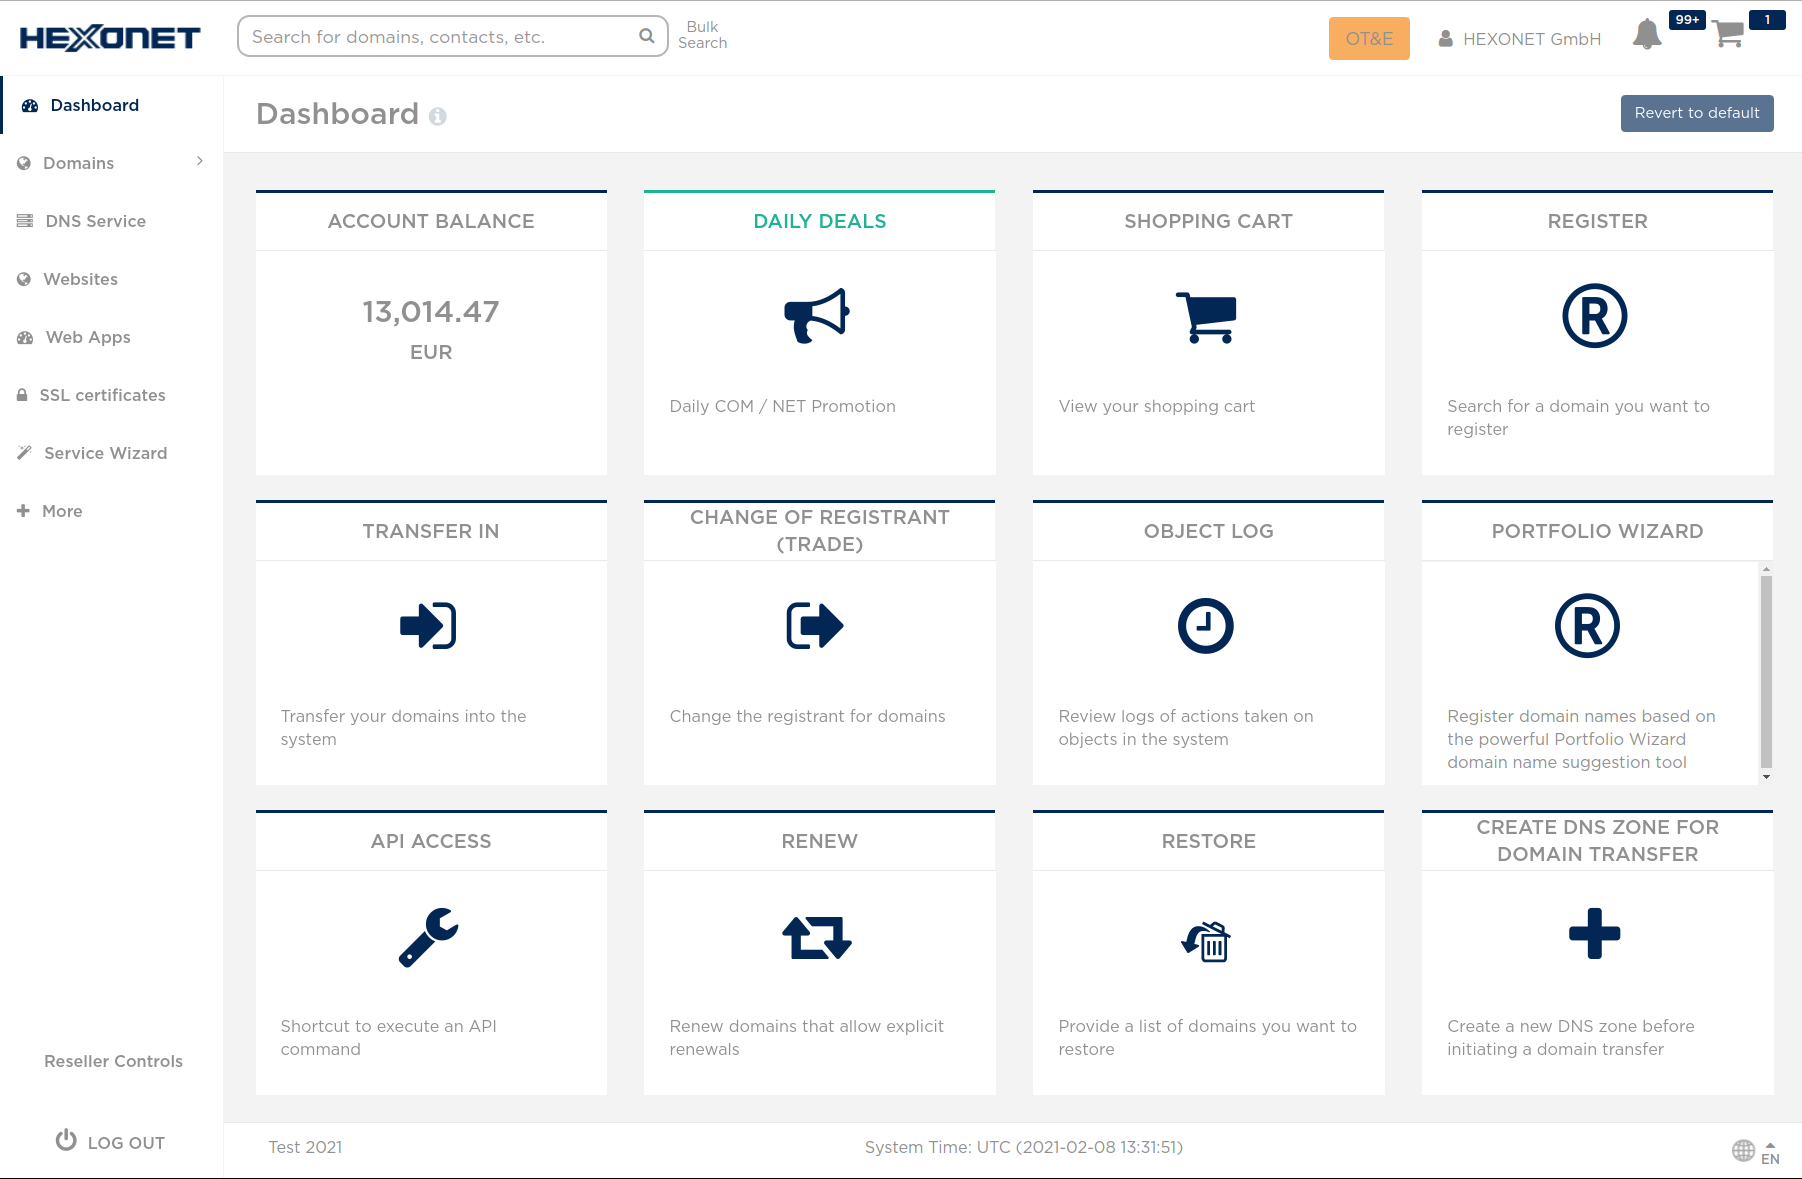 HEXONET
Search for domains, contacts, etc.
Bulk
Search
OT&E
HEXONET GmbH
99+
1
Dashboard
Domains
DNS Service
Websites
Web Apps
SSL certificates
Service Wizard
More
Reseller Controls
LOG OUT
Dashboard
Revert to default
ACCOUNT BALANCE
13,014.47
EUR
DAILY DEALS
Daily COM / NET Promotion
SHOPPING CART
View your shopping cart
REGISTER
R
Search for a domain you want to
register
TRANSFER IN
Transfer your domains into the
system
CHANGE OF REGISTRANT
(TRADE)
Change the registrant for domains
OBJECT LOG
Review logs of actions taken on
objects in the system
PORTFOLIO WIZARD
R
Register domain names based on
the powerful Portfolio Wizard
domain name suggestion tool
API ACCESS
Shortcut to execute an API
command
RENEW
Renew domains that allow explicit
renewals
RESTORE
Provide a list of domains you want to
restore
CREATE DNS ZONE FOR
DOMAIN TRANSFER
Create a new DNS zone before
initiating a domain transfer
Test 2021
System Time: UTC (2021-02-08 13:31:51)
EN